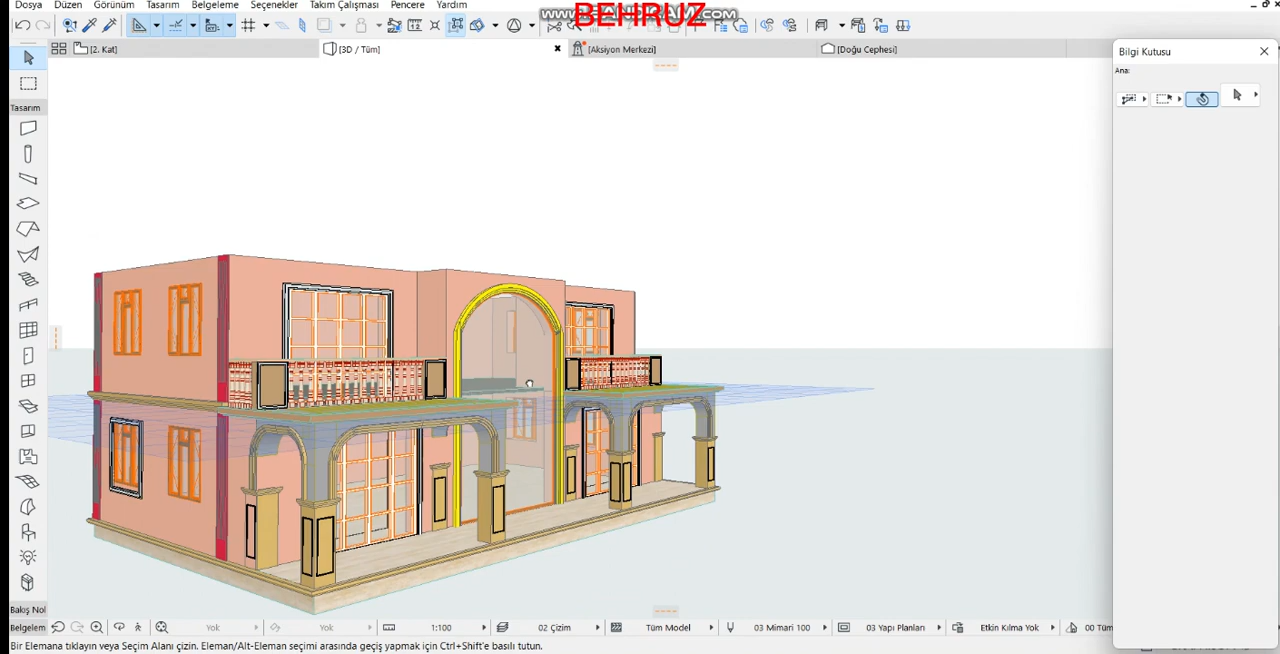 Dosya Düzen Görünüm Tasarım Belgeleme Seçenekler Takım Çalışması Pencere Yardım
BEHRUZ
[2. Kat] [3D / Tüm] [Aksiyon Merkezi] [Doğu Cephesi]
Bilgi Kutusu
Ana:
Tasarım
Bakış Nol
Belgelem Yok Yok 1:100 02 Çizim Tüm Model 03 Mimari 100 03 Yapı Planları Etkin Kılma Yok 00 Tüm
Bir Elemana tıklayın veya Seçim Alanı çizin. Eleman/Alt-Eleman seçimi arasında geçiş yapmak için Ctrl+Shift'e basılı tutun.